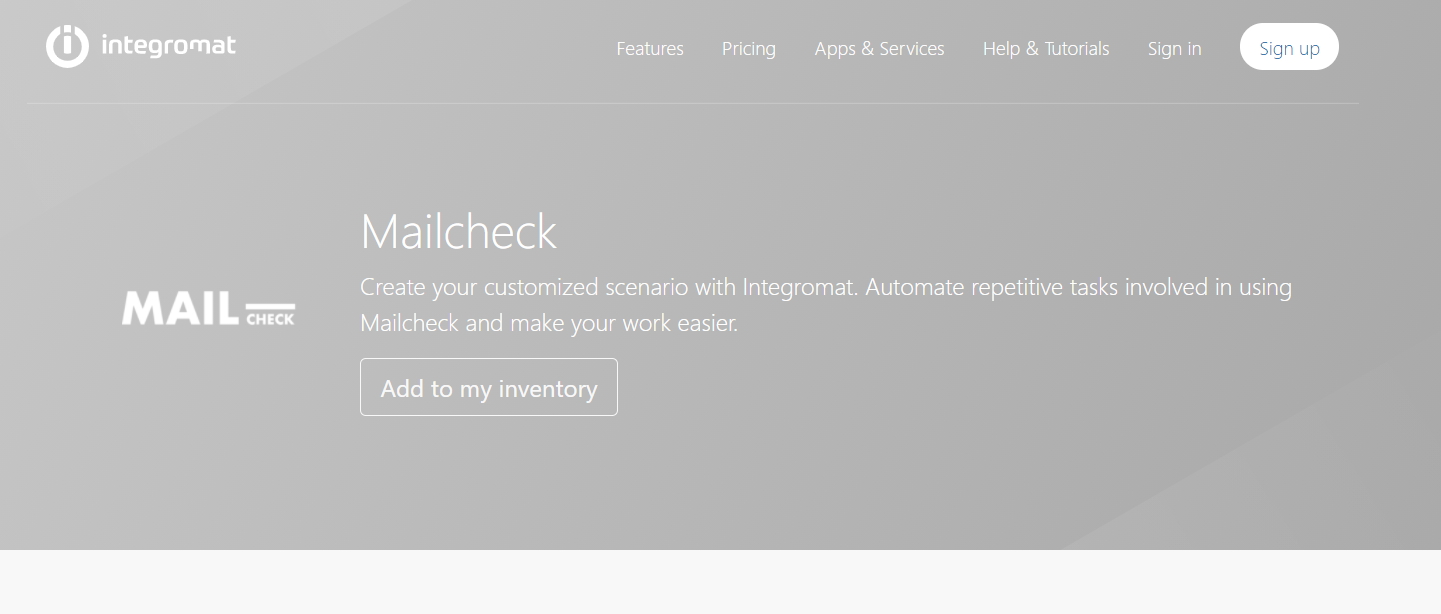 integromat
Features Pricing Apps & Services Help & Tutorials Sign in Sign up
Mailcheck
MAIL CHECK
Create your customized scenario with Integromat. Automate repetitive tasks involved in using
Mailcheck and make your work easier.
Add to my inventory